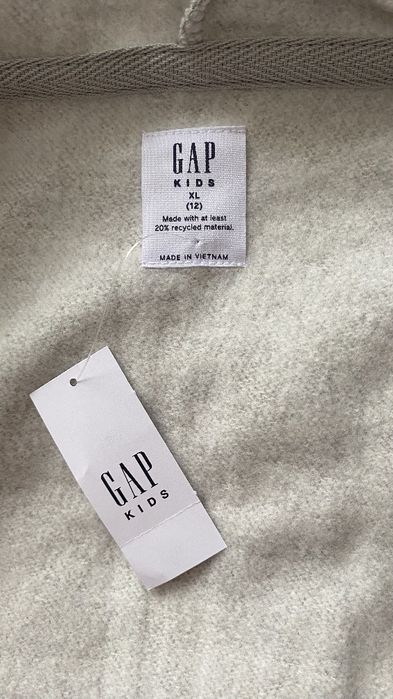 GAP
KIDS
XL
(12)
Made with at least
20% recycled material.
MADE IN VIETNAM
GAP
KIDS